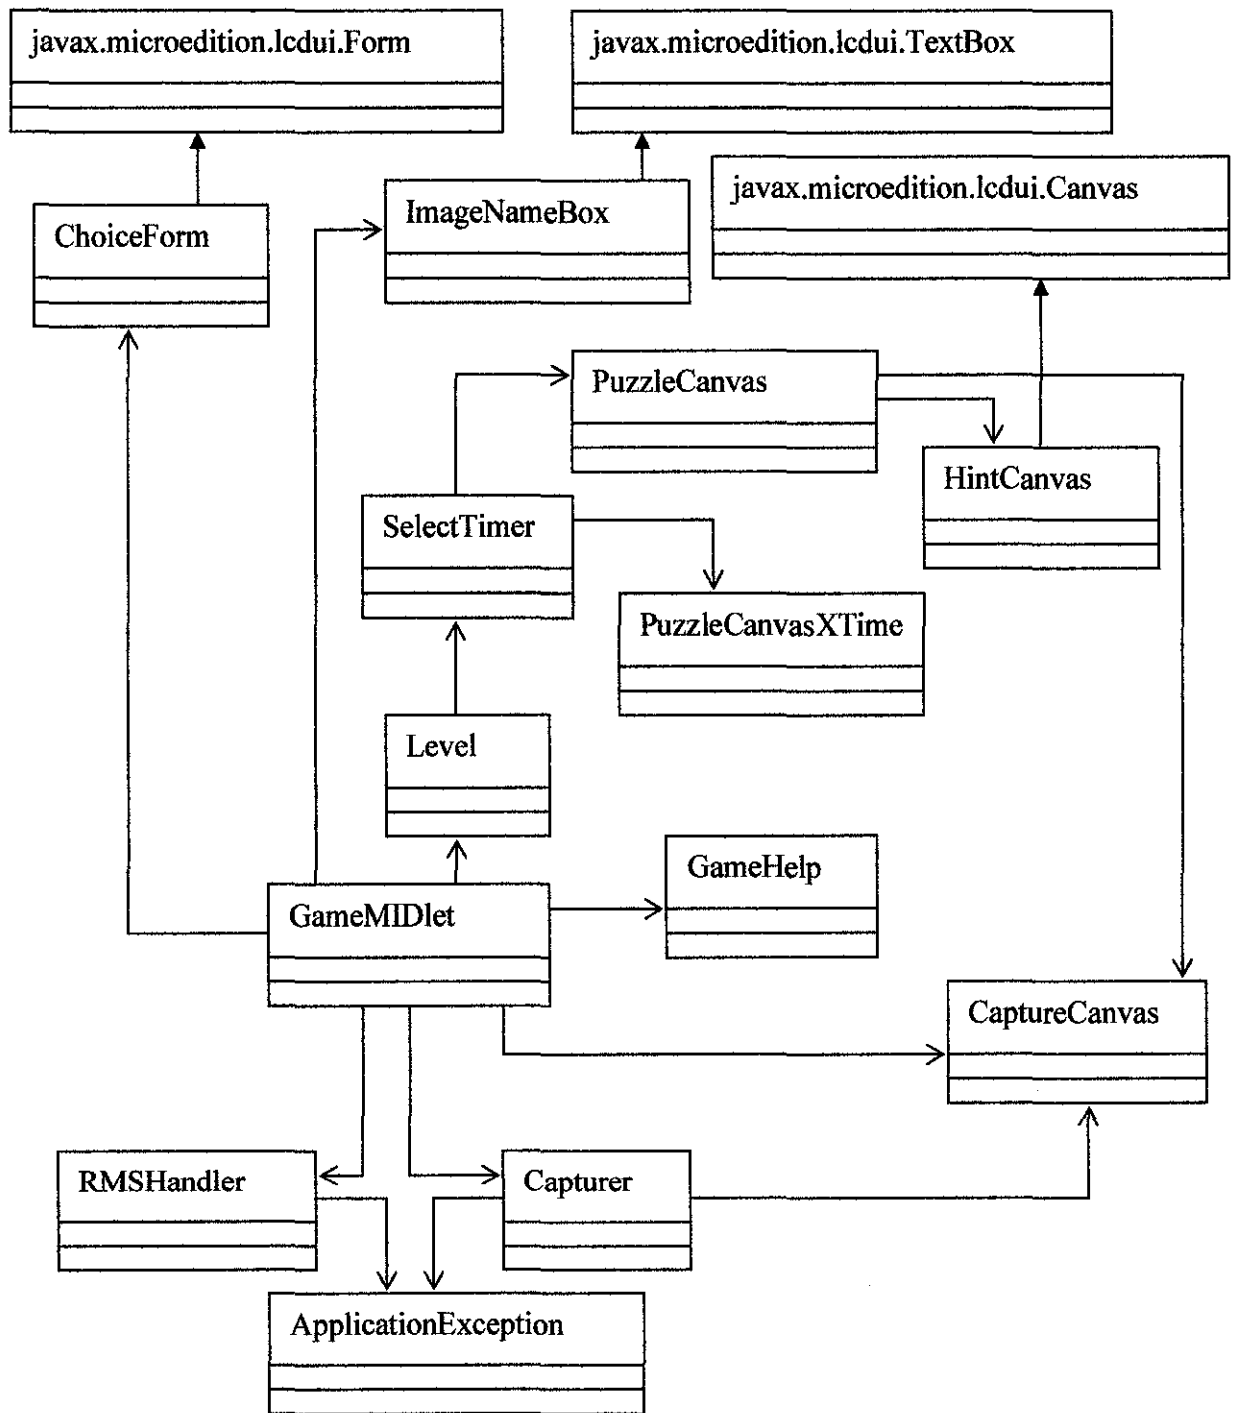 javax.microedition.lcdui.Form
javax.microedition.lcdui.TextBox
javax.microedition.lcdui.Canvas
ImageNameBox
ChoiceForm
PuzzleCanvas
HintCanvas
SelectTimer
PuzzleCanvasXTime
Level
GameHelp
GameMIDlet
CaptureCanvas
RMSHandler
Capturer
ApplicationException